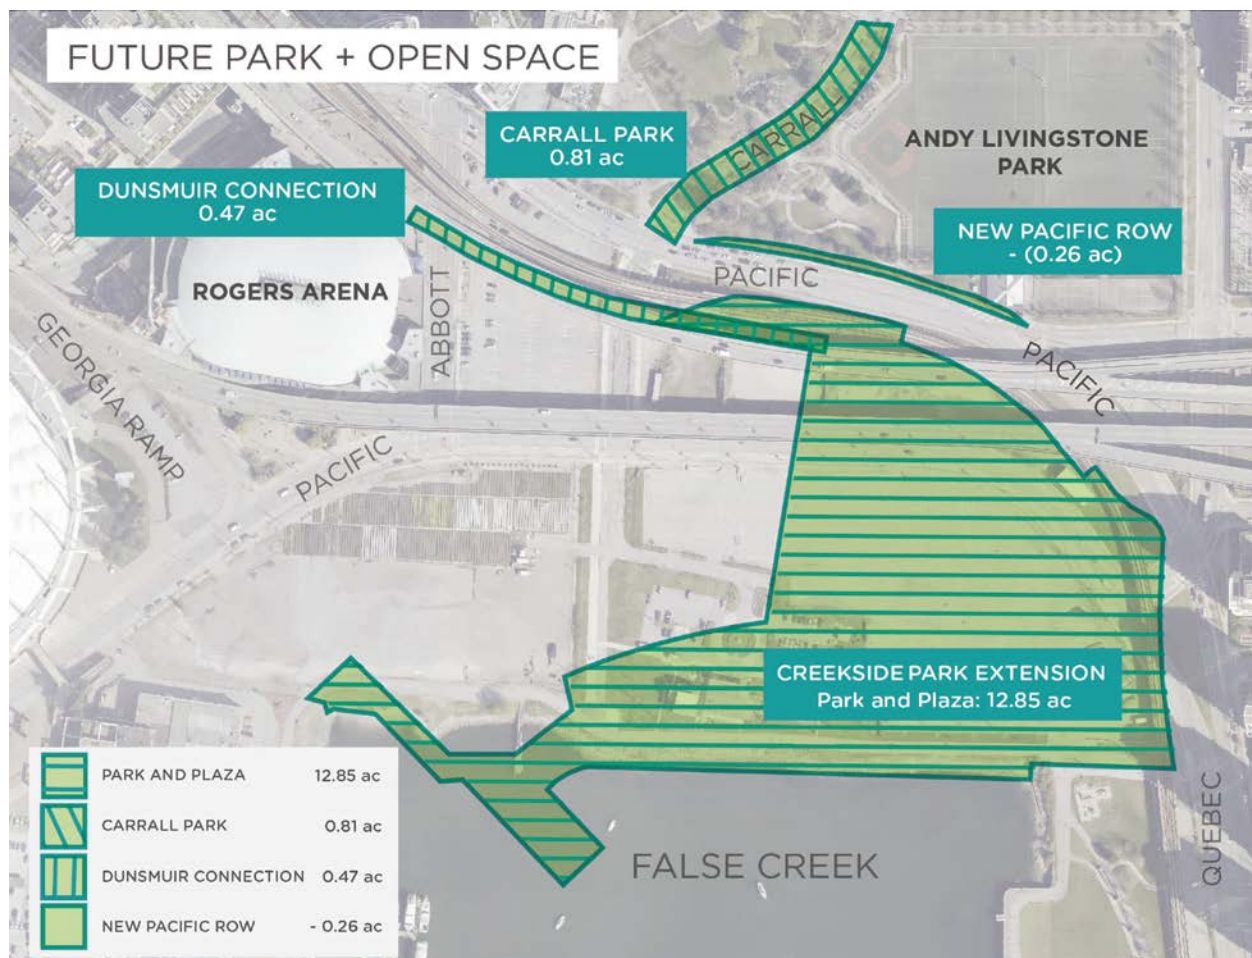 FUTURE PARK + OPEN SPACE
CARRALL PARK
0.81 ac
CARRALL
ANDY LIVINGSTONE
PARK
DUNSMUIR CONNECTION
0.47 ac
NEW PACIFIC ROW
- (0.26 ac)
PACIFIC
ROGERS ARENA
ABBOTT
GEORGIA RAMP
PACIFIC
PACIFIC
CREEKSIDE PARK EXTENSION
Park and Plaza: 12.85 ac
PARK AND PLAZA 12.85 ac
CARRALL PARK 0.81 ac
DUNSMUIR CONNECTION 0.47 ac
NEW PACIFIC ROW - 0.26 ac
FALSE CREEK
QUEBEC